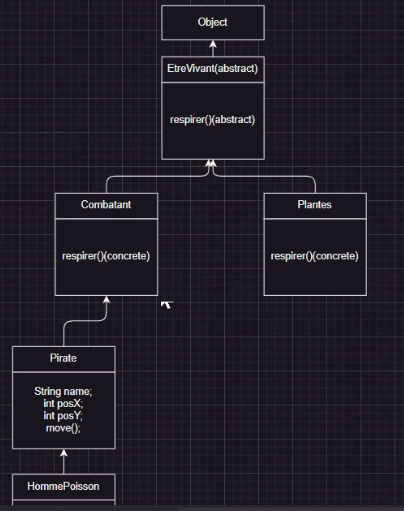 Object
EtreVivant(abstract)
respirer()(abstract)
Combatant
respirer()(concrete)
Plantes
respirer()(concrete)
Pirate
String name;
int posX;
int posY;
move();
HommePoisson